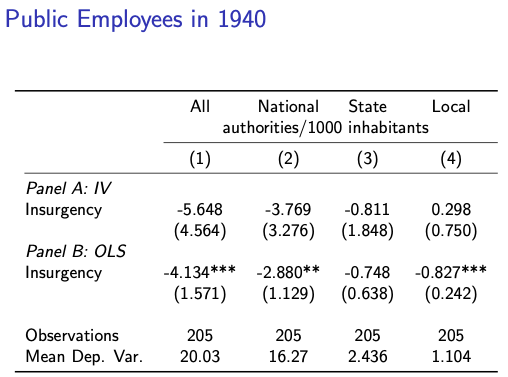 Public Employees in 1940
All National State Local
authorities/1000 inhabitants
(1) (2) (3) (4)
Panel A: IV
Insurgency -5.648 -3.769 -0.811 0.298
(4.564) (3.276) (1.848) (0.750)
Panel B: OLS
Insurgency -4.134*** -2.880** -0.748 -0.827***
(1.571) (1.129) (0.638) (0.242)
Observations 205 205 205 205
Mean Dep. Var. 20.03 16.27 2.436 1.104